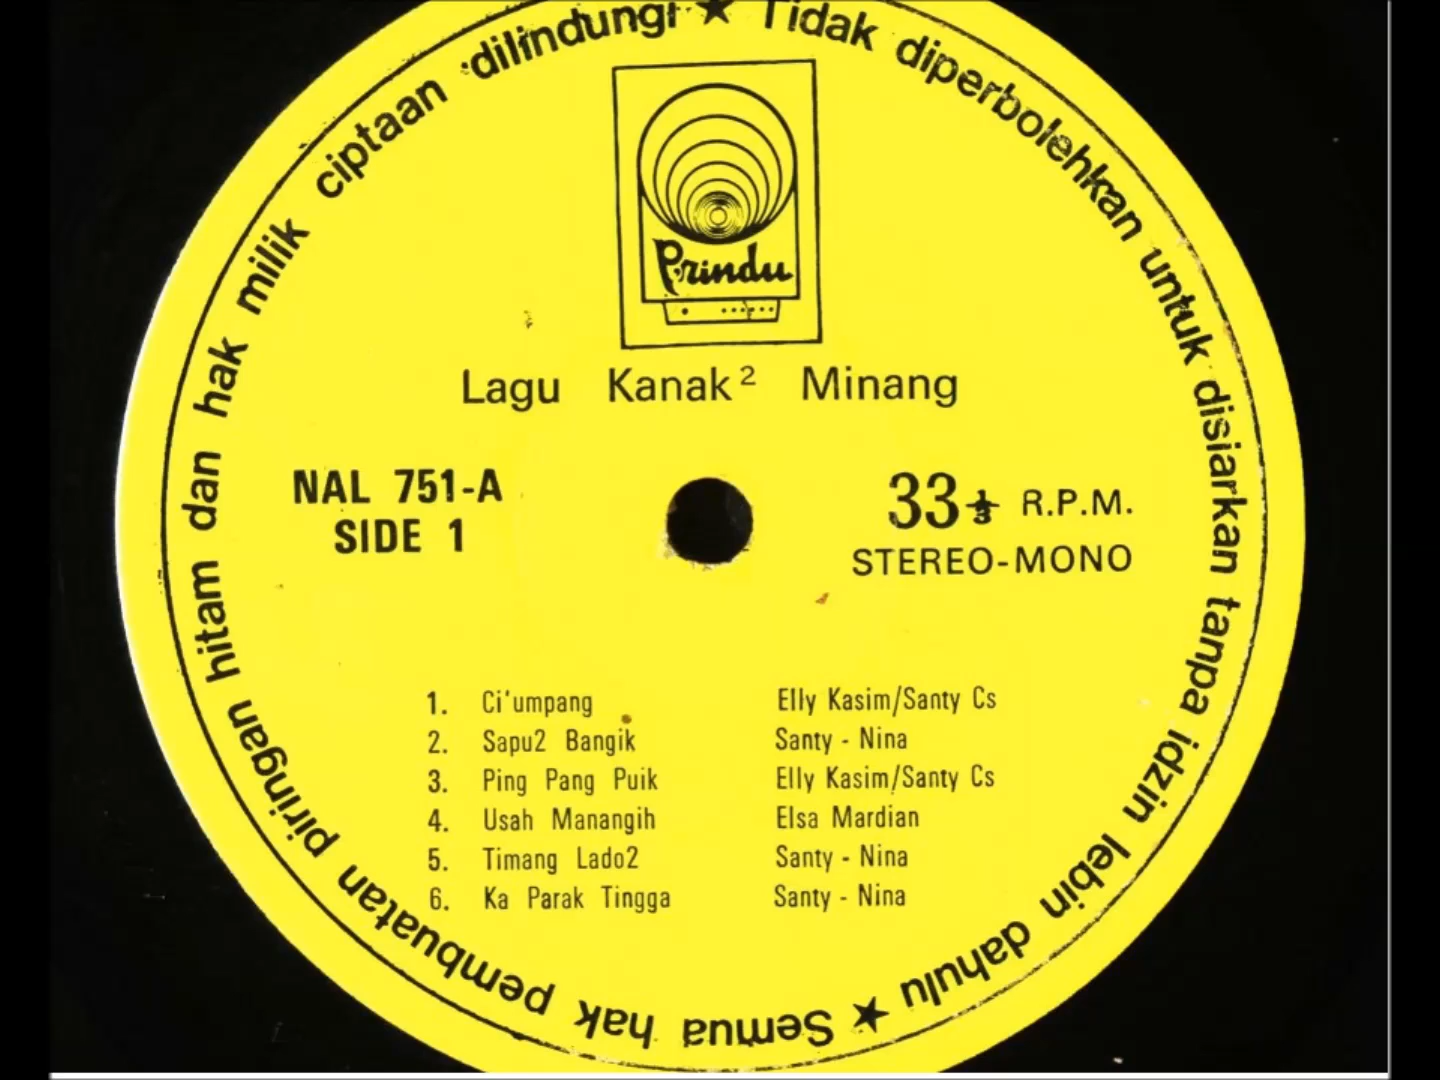 Semua hak pembuatan piringan hitam dan hak milik ciptaan dilindungi ★ Tidak diperbolehkan untuk disiarkan tanpa idzin lebin dahulu ★
Prindu
Lagu Kanak² Minang
NAL 751-A
SIDE 1
33⅓ R.P.M.
STEREO-MONO
1. Ci'umpang Elly Kasim/Santy Cs
2. Sapu2 Bangik Santy - Nina
3. Ping Pang Puik Elly Kasim/Santy Cs
4. Usah Manangih Elsa Mardian
5. Timang Lado2 Santy - Nina
6. Ka Parak Tingga Santy - Nina